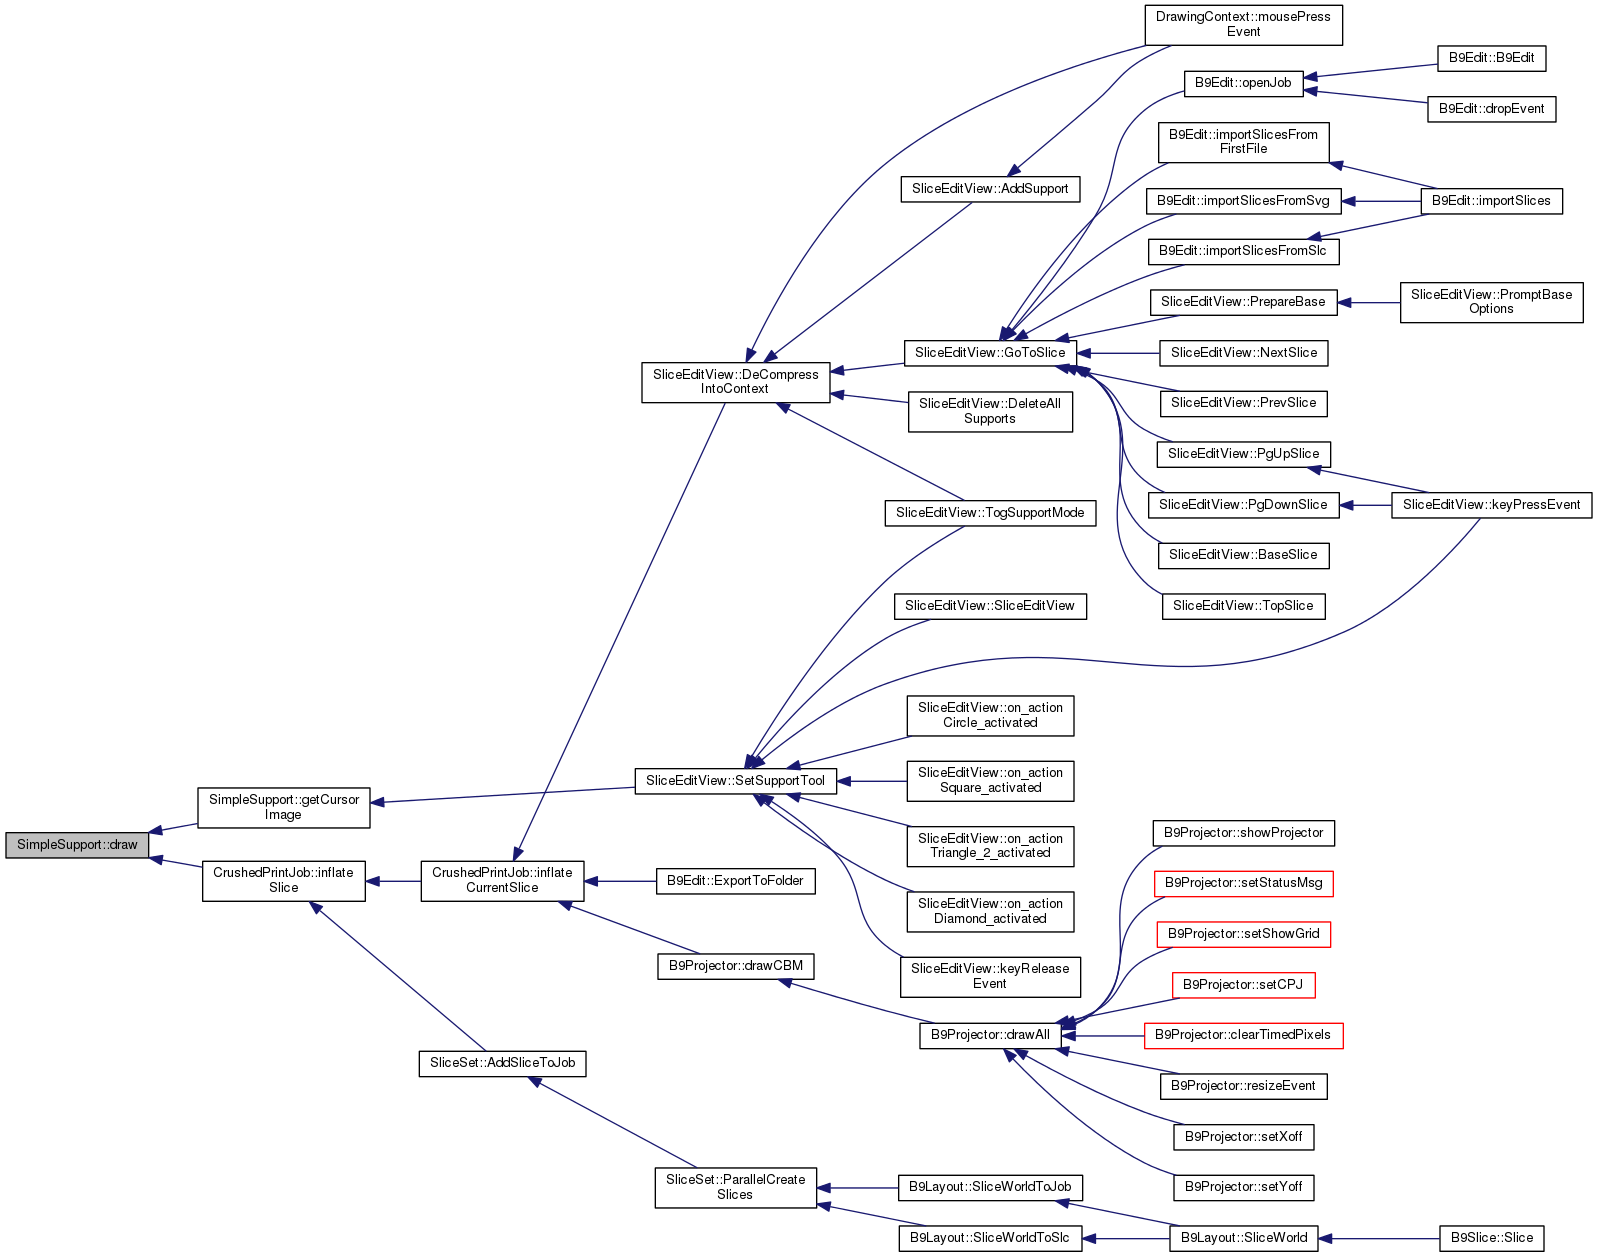 DrawingContext::mousePress
Event
B9Edit::B9Edit
B9Edit::openJob
B9Edit::dropEvent
B9Edit::importSlicesFrom
FirstFile
SliceEditView::AddSupport
B9Edit::importSlicesFromSvg
B9Edit::importSlices
B9Edit::importSlicesFromSlc
SliceEditView::PrepareBase
SliceEditView::PromptBase
Options
SliceEditView::GoToSlice
SliceEditView::NextSlice
SliceEditView::DeCompress
IntoContext
SliceEditView::DeleteAll
Supports
SliceEditView::PrevSlice
SliceEditView::PgUpSlice
SliceEditView::TogSupportMode
SliceEditView::PgDownSlice
SliceEditView::keyPressEvent
SliceEditView::BaseSlice
SliceEditView::SliceEditView
SliceEditView::TopSlice
SliceEditView::on_action
Circle_activated
SliceEditView::SetSupportTool
SliceEditView::on_action
Square_activated
SimpleSupport::getCursor
Image
SimpleSupport::draw
SliceEditView::on_action
Triangle_2_activated
B9Projector::showProjector
CrushedPrintJob::inflate
Slice
CrushedPrintJob::inflate
CurrentSlice
B9Edit::ExportToFolder
B9Projector::setStatusMsg
SliceEditView::on_action
Diamond_activated
B9Projector::setShowGrid
B9Projector::drawCBM
SliceEditView::keyRelease
Event
B9Projector::setCPJ
B9Projector::drawAll
B9Projector::clearTimedPixels
SliceSet::AddSliceToJob
B9Projector::resizeEvent
B9Projector::setXoff
SliceSet::ParallelCreate
Slices
B9Layout::SliceWorldToJob
B9Projector::setYoff
B9Layout::SliceWorldToSlc
B9Layout::SliceWorld
B9Slice::Slice